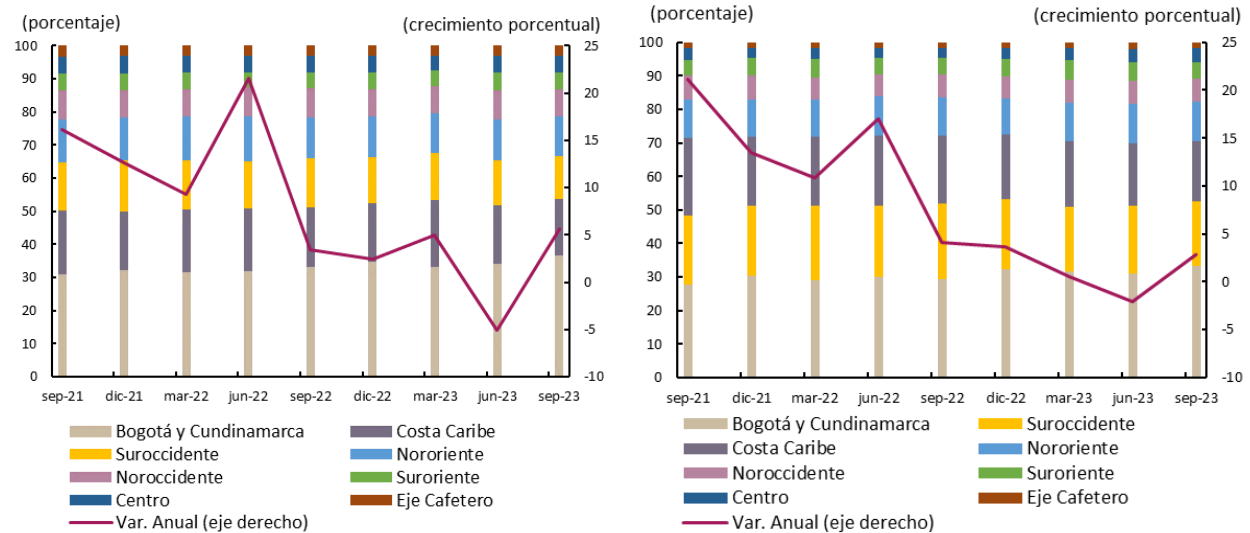 (porcentaje) (crecimiento porcentual)
100 25
90 20
80 15
70 10
60 5
50 0
40 -5
30 -10
20
10
0
sep-21 dic-21 mar-22 jun-22 sep-22 dic-22 mar-23 jun-23 sep-23
Bogotá y Cundinamarca Costa Caribe
Suroccidente Nororiente
Noroccidente Suroriente
Centro Eje Cafetero
Var. Anual (eje derecho)
(porcentaje) (crecimiento porcentual)
100 25
90 20
80 15
70 10
60 5
50 0
40 -5
30 -10
20
10
0
sep-21 dic-21 mar-22 jun-22 sep-22 dic-22 mar-23 jun-23 sep-23
Bogotá y Cundinamarca Suroccidente
Costa Caribe Nororiente
Noroccidente Suroriente
Centro Eje Cafetero
Var. Anual (eje derecho)